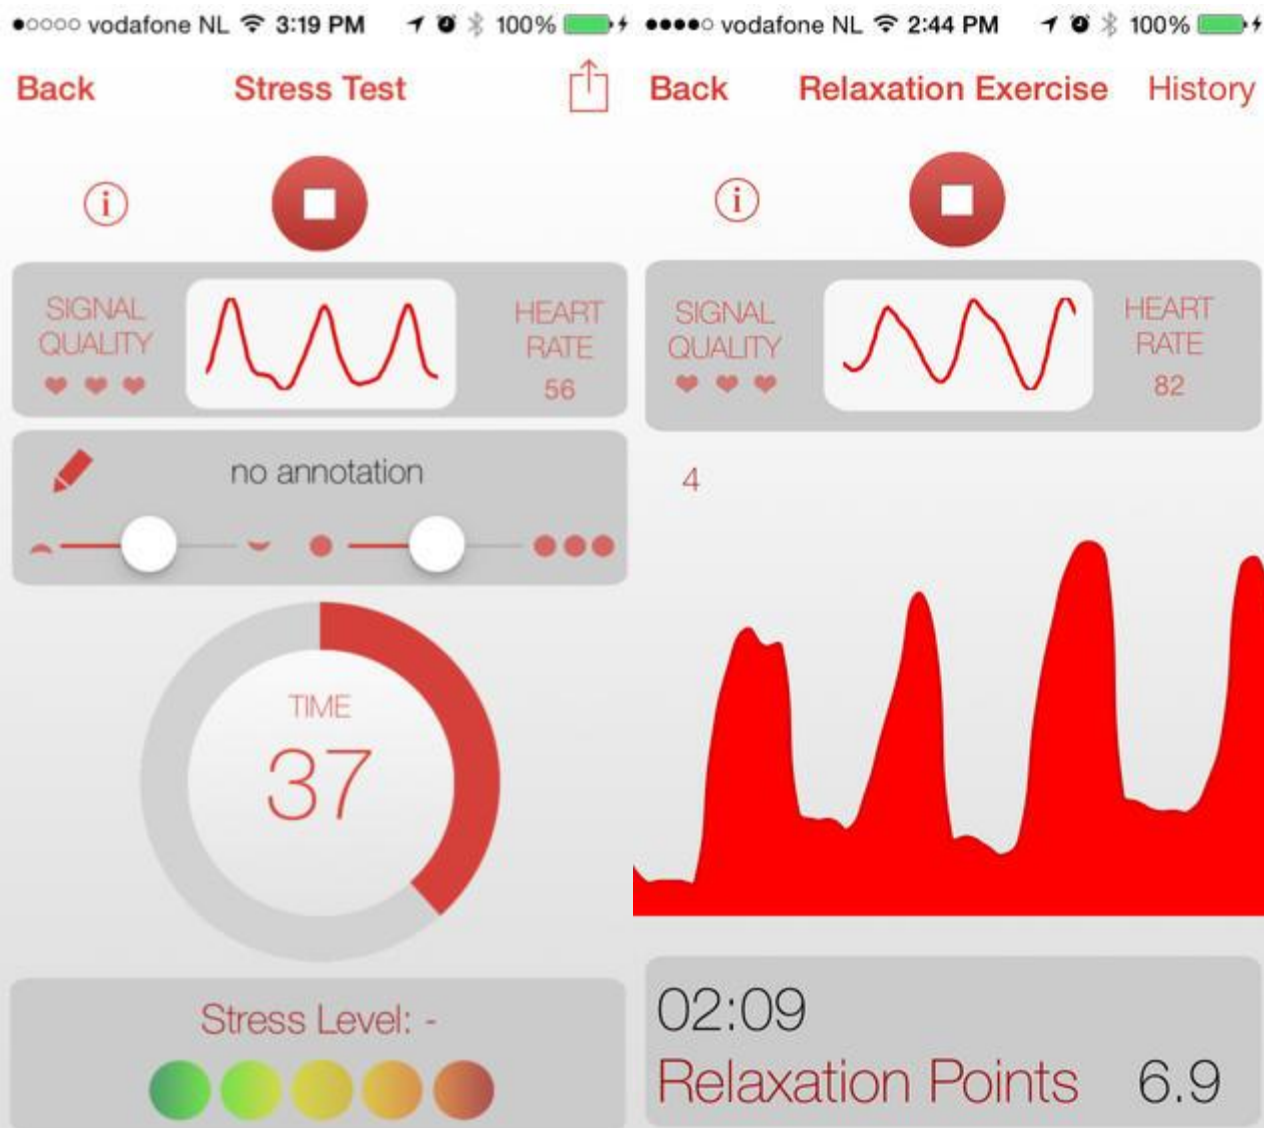 vodafone NL 3:19 PM 100%
Back Stress Test
SIGNAL
QUALITY
HEART
RATE
56
no annotation
TIME
37
Stress Level: -
vodafone NL 2:44 PM 100%
Back Relaxation Exercise History
SIGNAL
QUALITY
HEART
RATE
82
4
02:09
Relaxation Points 6.9